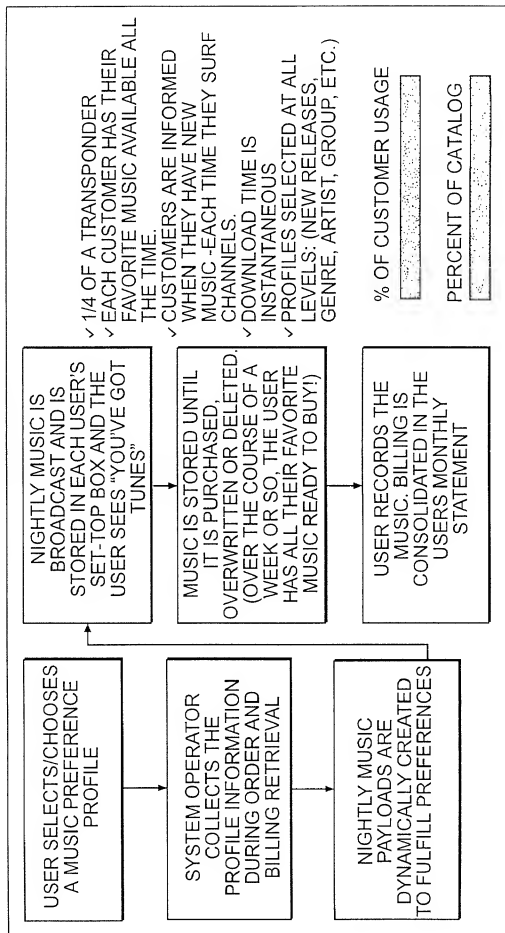 USER SELECTS/CHOOSES
A MUSIC PREFERENCE
PROFILE
SYSTEM OPERATOR
COLLECTS THE
PROFILE INFORMATION
DURING ORDER AND
BILLING RETRIEVAL
NIGHTLY MUSIC
PAYLOADS ARE
DYNAMICALLY CREATED
TO FULFILL PREFERENCES
NIGHTLY MUSIC IS
BROADCAST AND IS
STORED IN EACH USER'S
SET-TOP BOX AND THE
USER SEES "YOU'VE GOT
TUNES"
MUSIC IS STORED UNTIL
IT IS PURCHASED,
OVERWRITTEN OR DELETED.
(OVER THE COURSE OF A
WEEK OR SO, THE USER
HAS ALL THEIR FAVORITE
MUSIC READY TO BUY!)
USER RECORDS THE
MUSIC. BILLING IS
CONSOLIDATED IN THE
USERS MONTHLY
STATEMENT
✓ 1/4 OF A TRANSPONDER
✓ EACH CUSTOMER HAS THEIR
FAVORITE MUSIC AVAILABLE ALL
THE TIME.
✓ CUSTOMERS ARE INFORMED
WHEN THEY HAVE NEW
MUSIC -EACH TIME THEY SURF
CHANNELS.
✓ DOWNLOAD TIME IS
INSTANTANEOUS
✓ PROFILES SELECTED AT ALL
LEVELS: (NEW RELEASES,
GENRE, ARTIST, GROUP, ETC.)
% OF CUSTOMER USAGE
PERCENT OF CATALOG